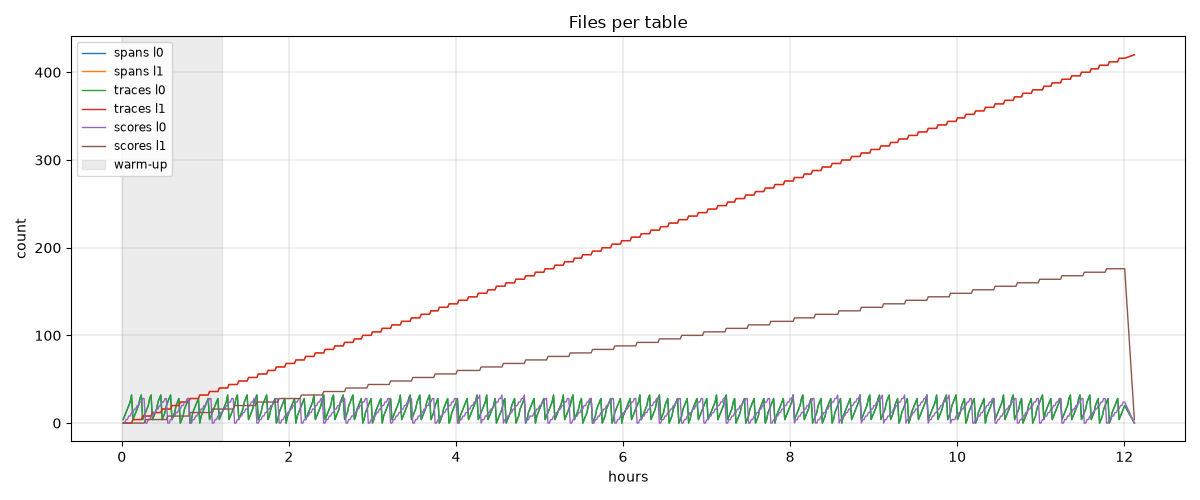 Files per table
spans l0
spans l1
traces l0
traces l1
scores l0
scores l1
warm-up
count
400
300
200
100
0
0 2 4 6 8 10 12
hours